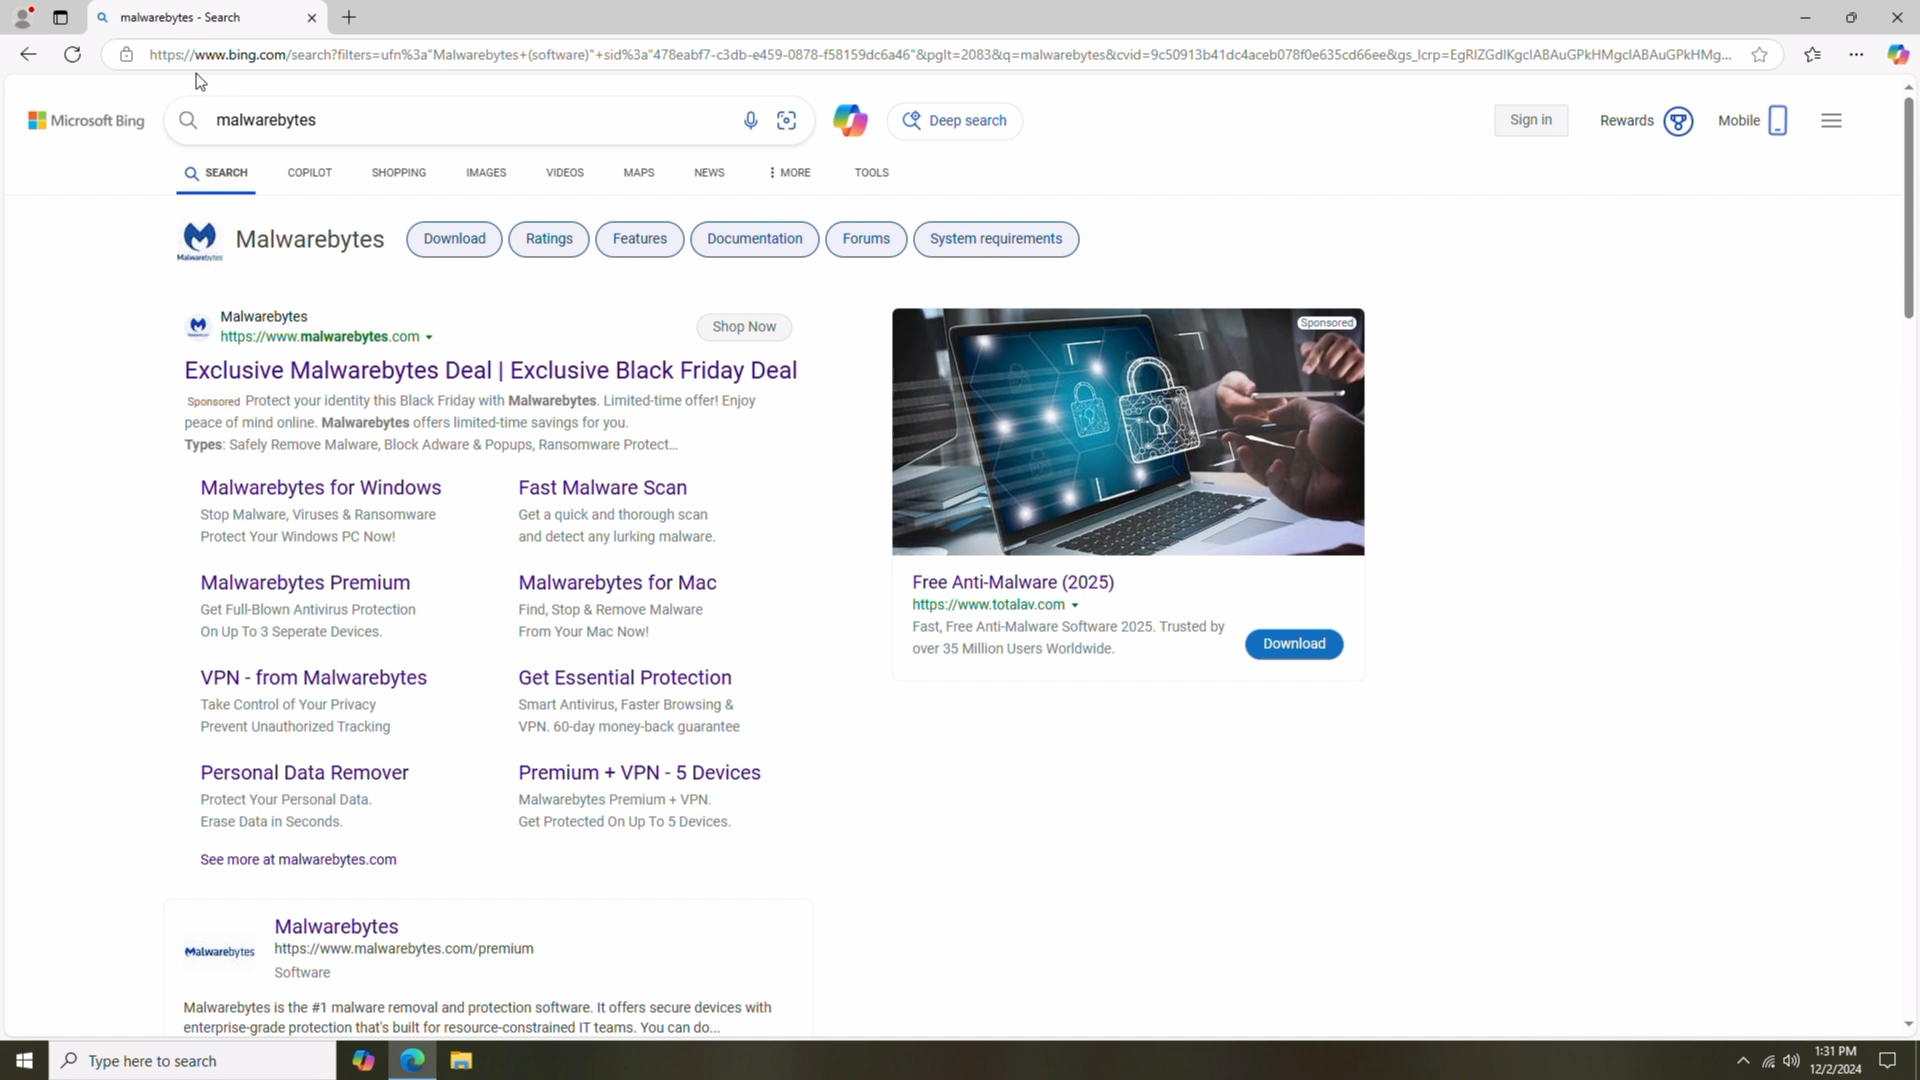 malwarebytes - Search
https://www.bing.com/search?filters=ufn%3a"Malwarebytes+(software)"+sid%3a"478eabf7-c3db-e459-0878-f58159dc6a46"&pglt=2083&q=malwarebytes&cvid=9c50913b41dc4aceb078f0e635cd66ee&gs_lcrp=EgRlZGdlKgclABAuGPkHMgclABAuGPkHMg...
Microsoft Bing
malwarebytes
Deep search
Sign in
Rewards
Mobile
SEARCH
COPILOT
SHOPPING
IMAGES
VIDEOS
MAPS
NEWS
MORE
TOOLS
Malwarebytes
Malwarebytes
Download
Ratings
Features
Documentation
Forums
System requirements
Malwarebytes
https://www.malwarebytes.com
Shop Now
Exclusive Malwarebytes Deal | Exclusive Black Friday Deal
Sponsored Protect your identity this Black Friday with Malwarebytes. Limited-time offer! Enjoy
peace of mind online. Malwarebytes offers limited-time savings for you.
Types: Safely Remove Malware, Block Adware & Popups, Ransomware Protect...
Malwarebytes for Windows
Stop Malware, Viruses & Ransomware
Protect Your Windows PC Now!
Fast Malware Scan
Get a quick and thorough scan
and detect any lurking malware.
Malwarebytes Premium
Get Full-Blown Antivirus Protection
On Up To 3 Seperate Devices.
Malwarebytes for Mac
Find, Stop & Remove Malware
From Your Mac Now!
VPN - from Malwarebytes
Take Control of Your Privacy
Prevent Unauthorized Tracking
Get Essential Protection
Smart Antivirus, Faster Browsing &
VPN. 60-day money-back guarantee
Personal Data Remover
Protect Your Personal Data.
Erase Data in Seconds.
Premium + VPN - 5 Devices
Malwarebytes Premium + VPN.
Get Protected On Up To 5 Devices.
See more at malwarebytes.com
Sponsored
Free Anti-Malware (2025)
https://www.totalav.com
Fast, Free Anti-Malware Software 2025. Trusted by
over 35 Million Users Worldwide.
Download
Malwarebytes
Malwarebytes
https://www.malwarebytes.com/premium
Software
Malwarebytes is the #1 malware removal and protection software. It offers secure devices with
enterprise-grade protection that's built for resource-constrained IT teams. You can do...
Type here to search
1:31 PM
12/2/2024